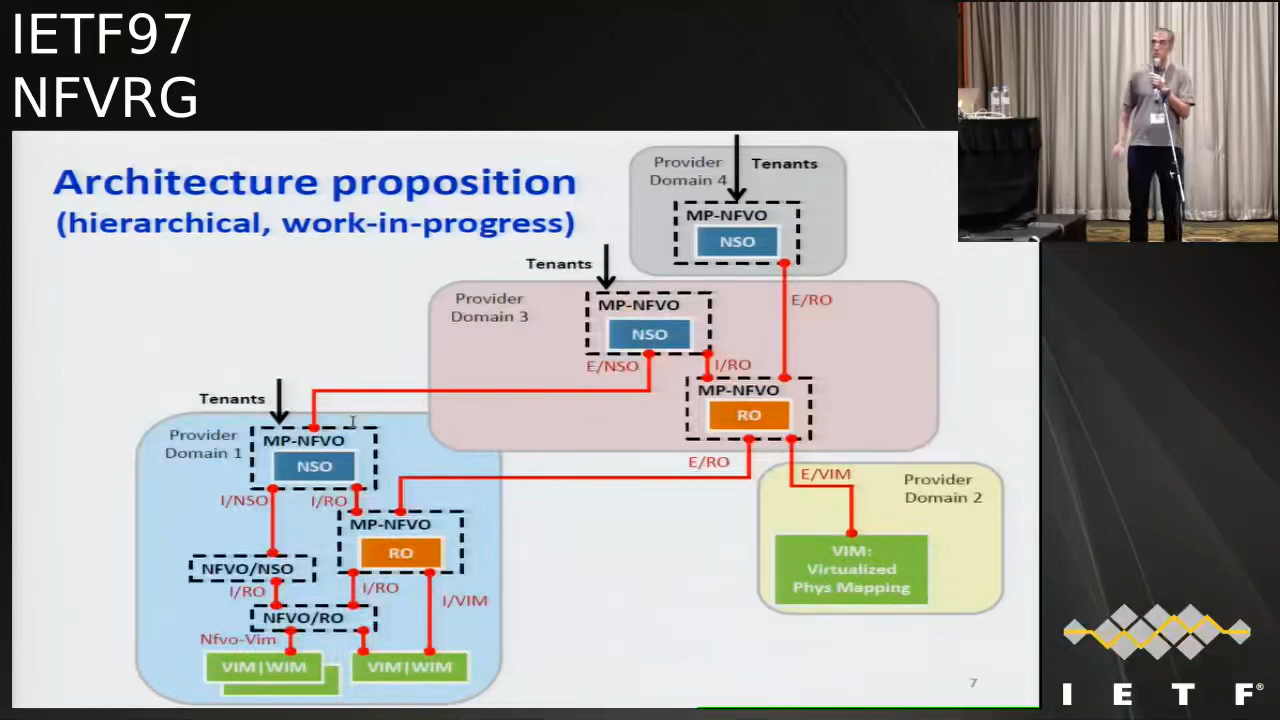 IETF97
NFVRG
Architecture proposition
(hierarchical, work-in-progress)
Provider
Domain 4
Tenants
MP-NFVO
NSO
Tenants
E/RO
Provider
Domain 3
MP-NFVO
NSO
E/NSO
I/RO
MP-NFVO
RO
Tenants
Provider
Domain 1
MP-NFVO
NSO
E/RO
E/VIM
Provider
Domain 2
I/NSO
I/RO
MP-NFVO
RO
VIM:
Virtualized
Phys Mapping
NFVO/NSO
I/RO
I/RO
I/VIM
NFVO/RO
Nfvo-Vim
VIM|WIM
VIM|WIM
7
I E T F®